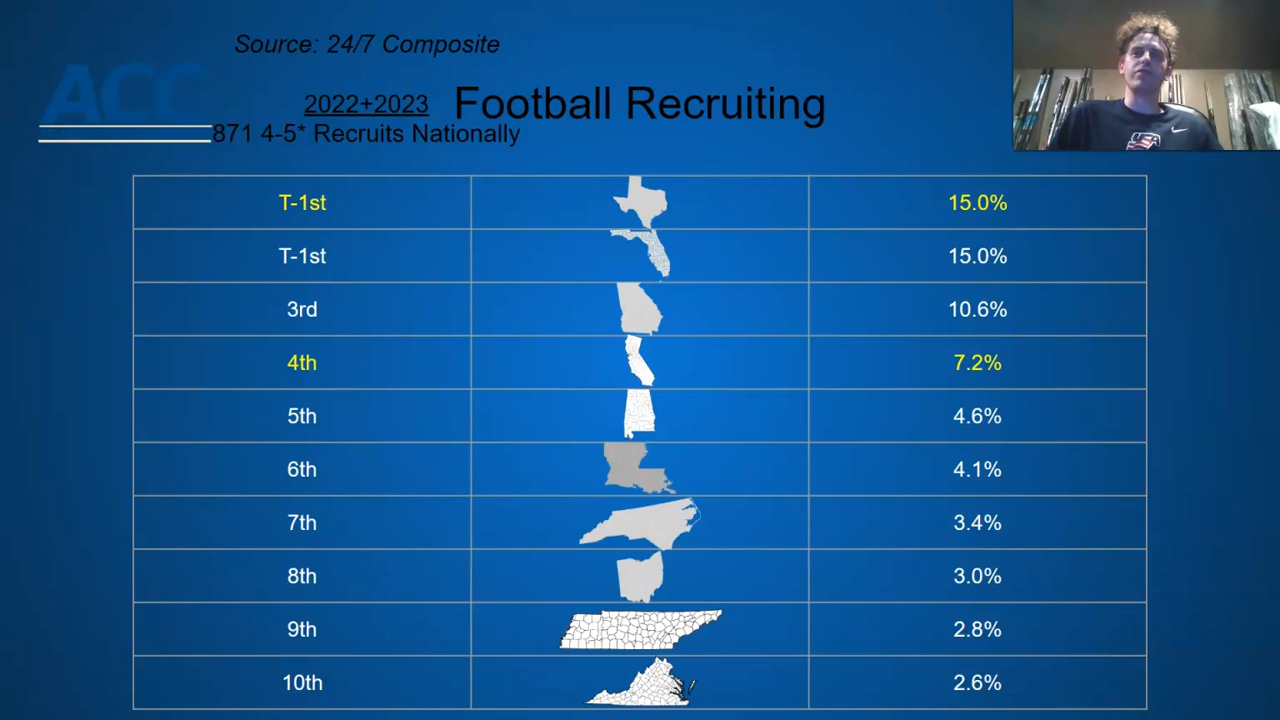 Source: 24/7 Composite
ACC
2022+2023 Football Recruiting
871 4-5* Recruits Nationally
T-1st 15.0%
T-1st 15.0%
3rd 10.6%
4th 7.2%
5th 4.6%
6th 4.1%
7th 3.4%
8th 3.0%
9th 2.8%
10th 2.6%
USA